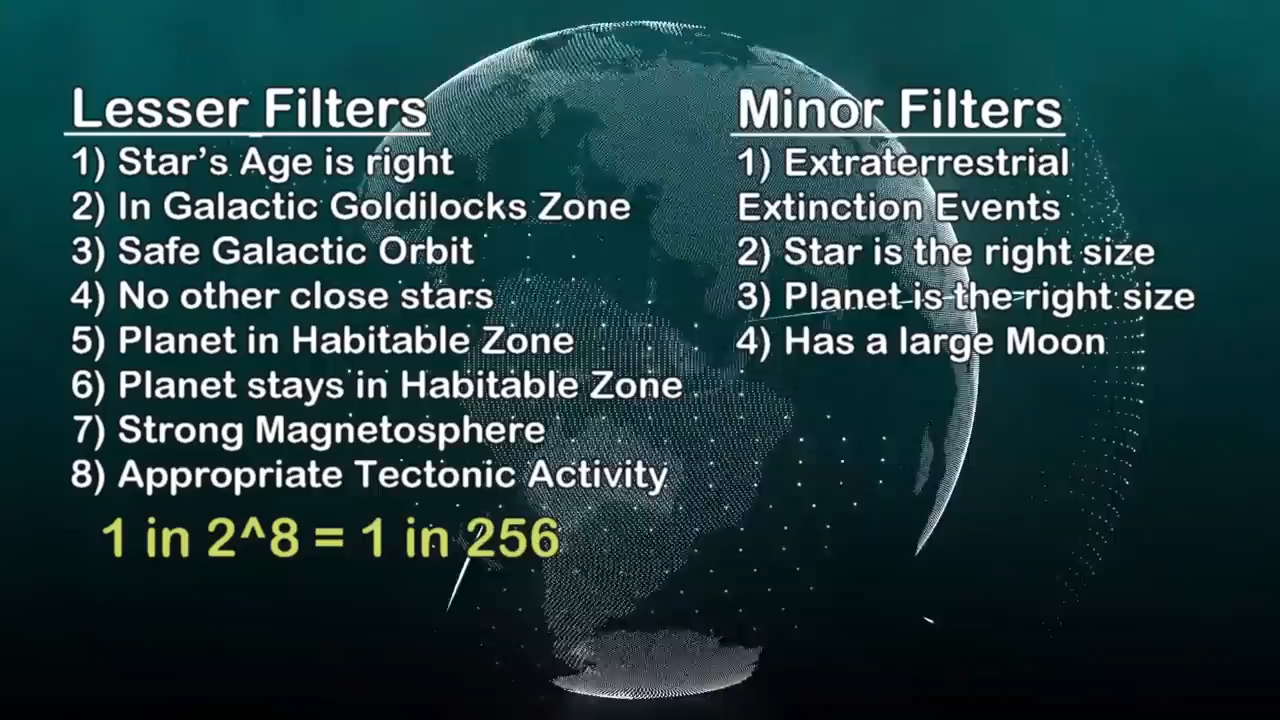 Lesser Filters
1) Star’s Age is right
2) In Galactic Goldilocks Zone
3) Safe Galactic Orbit
4) No other close stars
5) Planet in Habitable Zone
6) Planet stays in Habitable Zone
7) Strong Magnetosphere
8) Appropriate Tectonic Activity
1 in 2^8 = 1 in 256
Minor Filters
1) Extraterrestrial
Extinction Events
2) Star is the right size
3) Planet is the right size
4) Has a large Moon